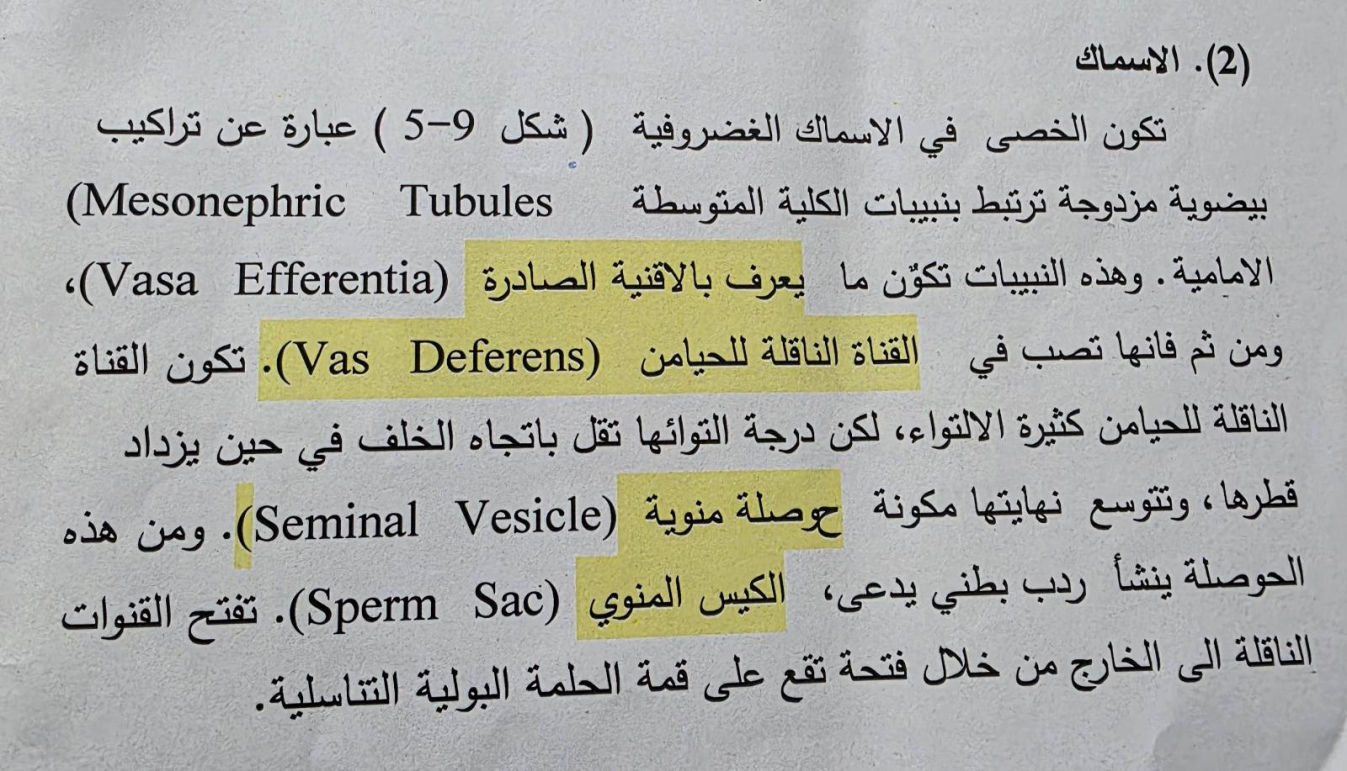 (2). الاسماك
تكون الخصى في الاسماك الغضروفية ( شكل 9-5 ) عبارة عن تراكيب
بيضوية مزدوجة ترتبط بنبيبات الكلية المتوسطة Mesonephric Tubules)
الامامية . وهذه النبيبات تكوّن ما يعرف بالاقنية الصادرة (Vasa Efferentia)،
ومن ثم فانها تصب في القناة الناقلة للحيامن (Vas Deferens). تكون القناة
الناقلة للحيامن كثيرة الالتواء، لكن درجة التوائها تقل باتجاه الخلف في حين يزداد
قطرها، وتتوسع نهايتها مكونة حوصلة منوية (Seminal Vesicle). ومن هذه
الحوصلة ينشأ ردب بطني يدعى، الكيس المنوي (Sperm Sac). تفتح القنوات
الناقلة الى الخارج من خلال فتحة تقع على قمة الحلمة البولية التناسلية.